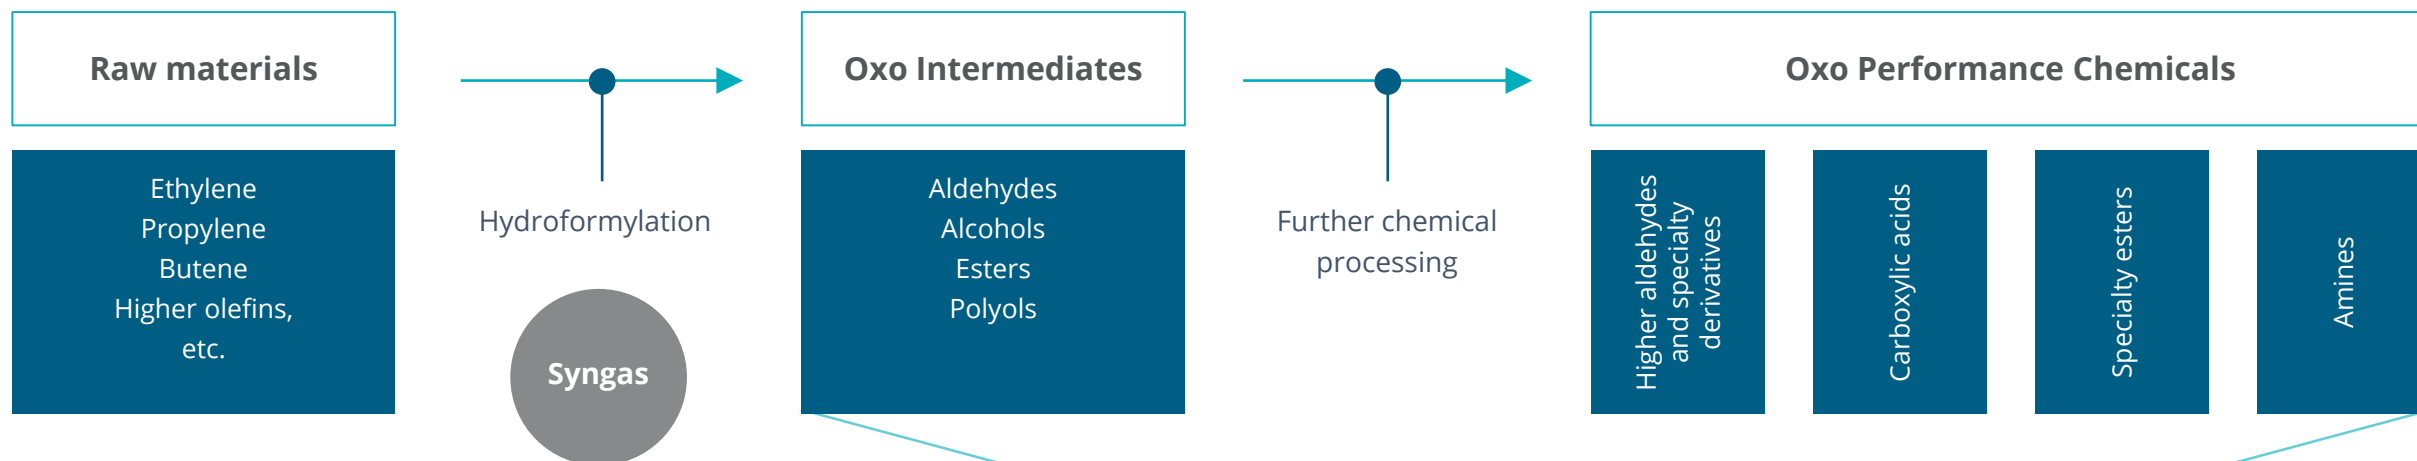 Raw materials
Ethylene
Propylene
Butene
Higher olefins,
etc.
Hydroformylation
Syngas
Oxo Intermediates
Aldehydes
Alcohols
Esters
Polyols
Further chemical
processing
Oxo Performance Chemicals
Higher aldehydes
and specialty
derivatives
Carboxylic acids
Specialty esters
Amines